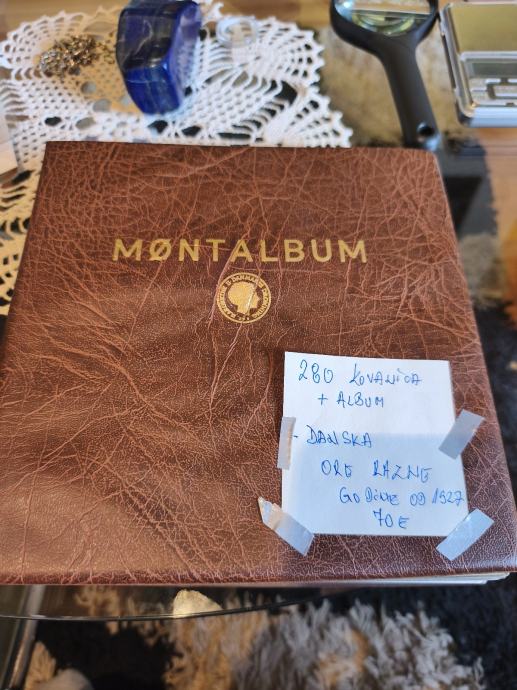 MØNTALBUM
280 KOVANICA
+ ALBUM
- DANSKA
ORE RAZNE
GODINE OD 1927
70 €